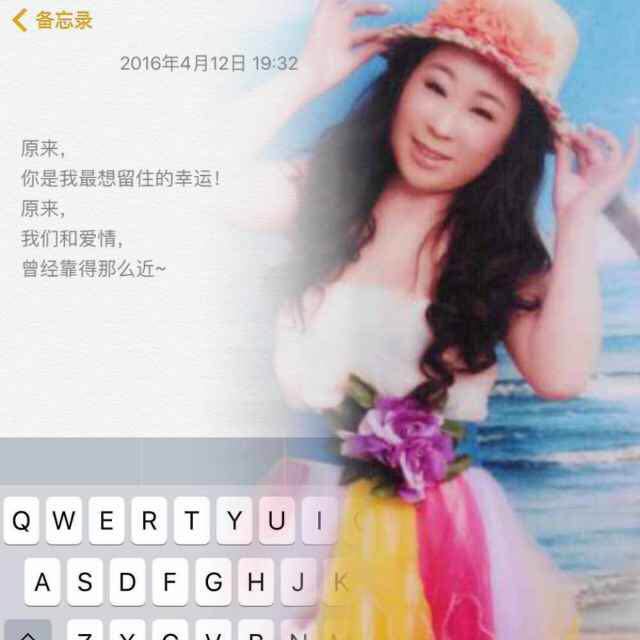 备忘录
2016年4月12日 19:32
原来,
你是我最想留住的幸运!
原来,
我们和爱情,
曾经靠得那么近~
Q W E R T Y U I O
A S D F G H J K
Z X C V B N M